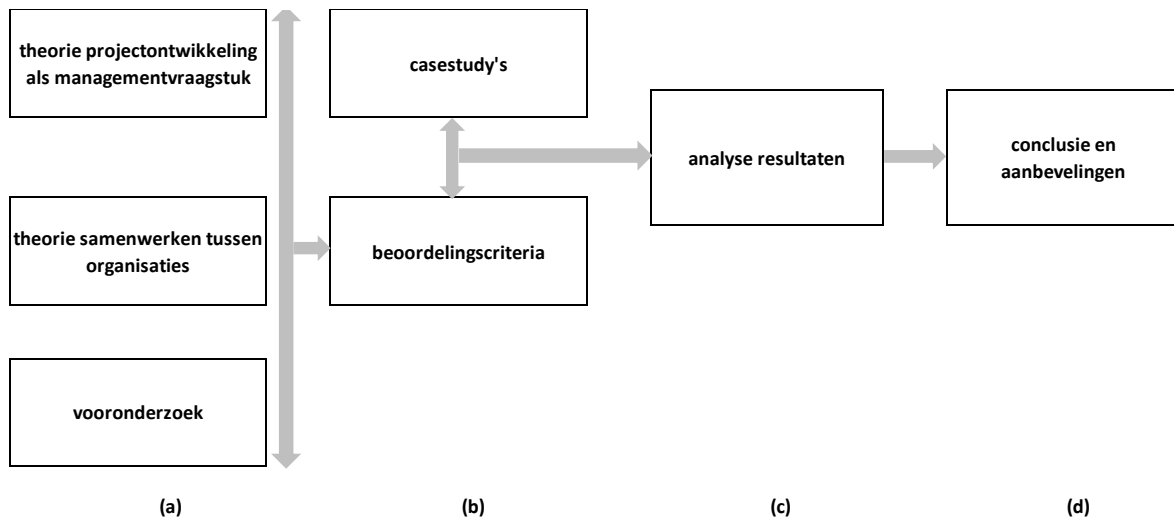 theorie projectontwikkeling
als managementvraagstuk
theorie samenwerken tussen
organisaties
vooronderzoek
(a)
casestudy's
beoordelingscriteria
(b)
analyse resultaten
(c)
conclusie en
aanbevelingen
(d)